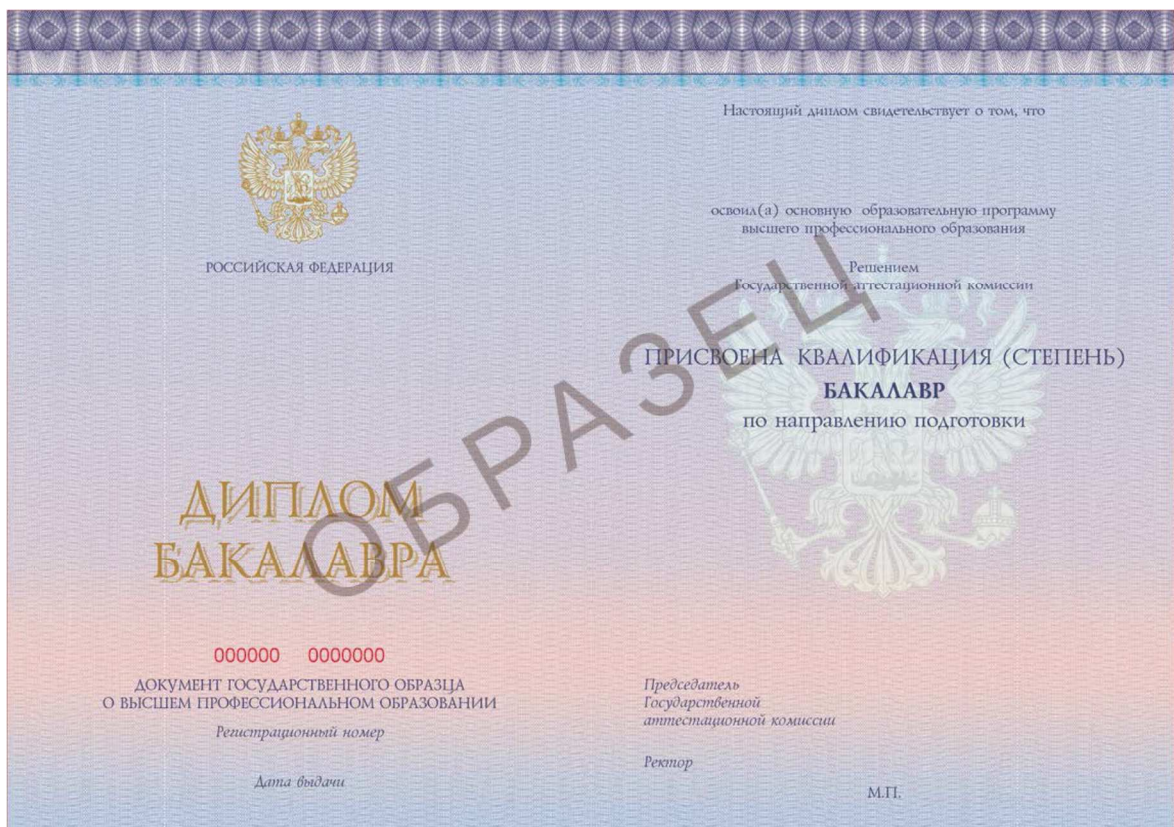 РОССИЙСКАЯ ФЕДЕРАЦИЯ
ДИПЛОМ
БАКАЛАВРА
000000 0000000
ДОКУМЕНТ ГОСУДАРСТВЕННОГО ОБРАЗЦА
О ВЫСШЕМ ПРОФЕССИОНАЛЬНОМ ОБРАЗОВАНИИ
Регистрационный номер
Дата выдачи
Настоящий диплом свидетельствует о том, что
освоил(а) основную образовательную программу
высшего профессионального образования
Решением
Государственной аттестационной комиссии
ПРИСВОЕНА КВАЛИФИКАЦИЯ (СТЕПЕНЬ)
БАКАЛАВР
по направлению подготовки
Председатель
Государственной
аттестационной комиссии
Ректор
М.П.
ОБРАЗЕЦ